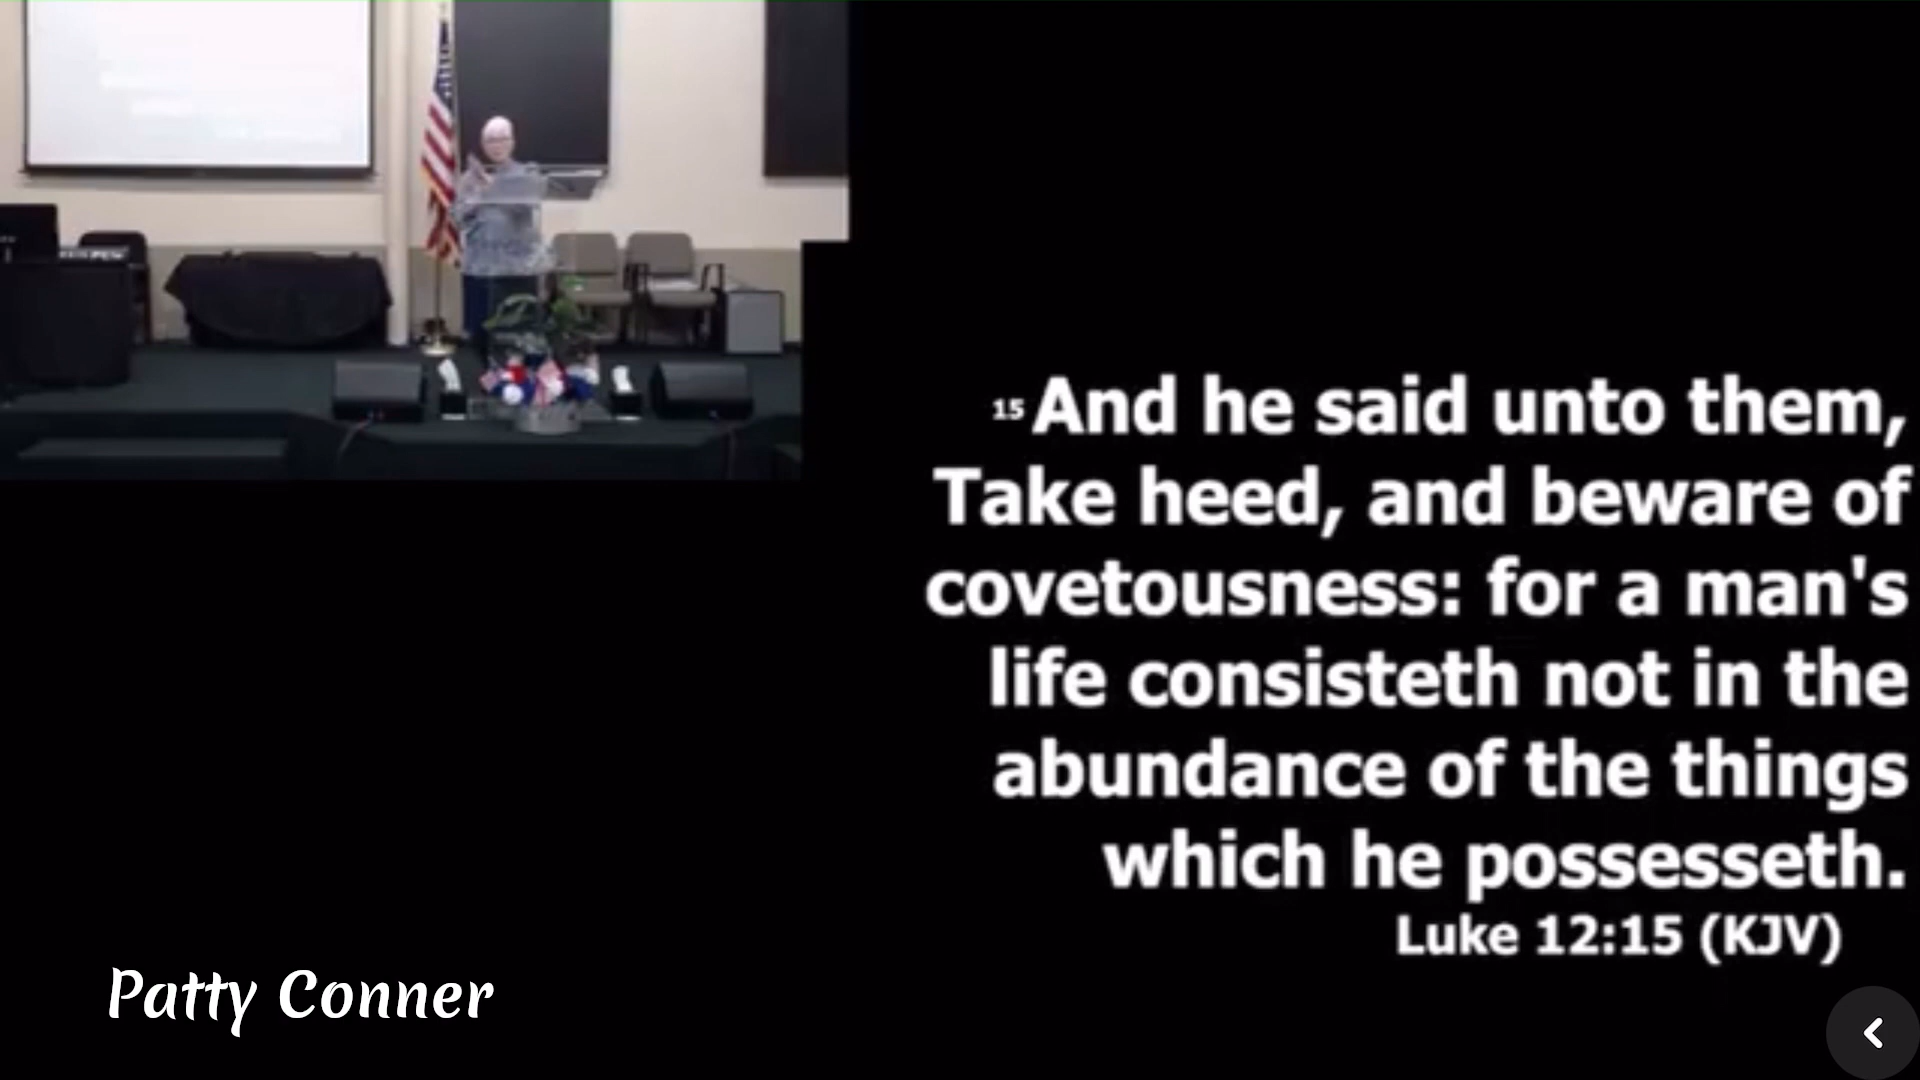 15 And he said unto them,
Take heed, and beware of
covetousness: for a man's
life consisteth not in the
abundance of the things
which he possesseth.
Luke 12:15 (KJV)
Patty Conner